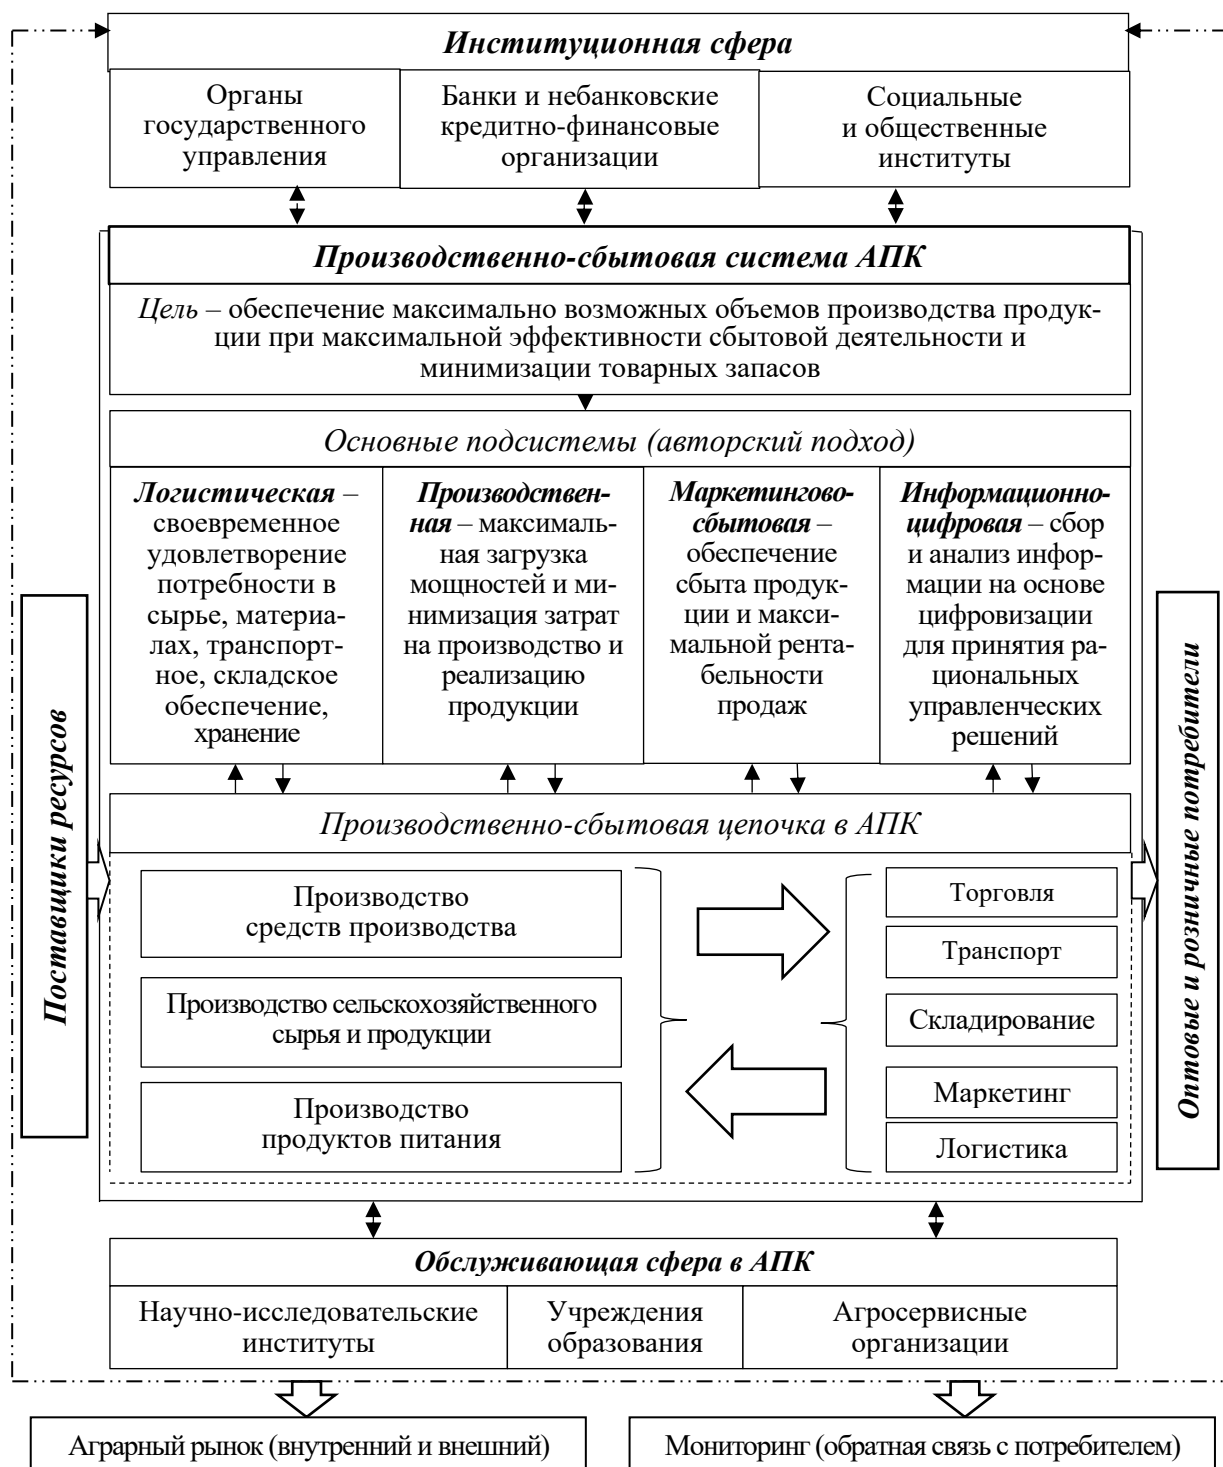 Институционная сфера
Органы
государственного
управления
Банки и небанковские
кредитно-финансовые
организации
Социальные
и общественные
институты
Производственно-сбытовая система АПК
Цель – обеспечение максимально возможных объемов производства продук-
ции при максимальной эффективности сбытовой деятельности и
минимизации товарных запасов
Основные подсистемы (авторский подход)
Логистическая –
своевременное
удовлетворение
потребности в
сырье, материа-
лах, транспорт-
ное, складское
обеспечение,
хранение
Производствен-
ная – максималь-
ная загрузка
мощностей и ми-
нимизация затрат
на производство и
реализацию
продукции
Маркетингово-
сбытовая –
обеспечение
сбыта продук-
ции и макси-
мальной рента-
бельности
продаж
Информационно-
цифровая – сбор
и анализ инфор-
мации на основе
цифровизации
для принятия ра-
циональных
управленческих
решений
Поставщики ресурсов
Производственно-сбытовая цепочка в АПК
Производство
средств производства
Производство сельскохозяйственного
сырья и продукции
Производство
продуктов питания
Торговля
Транспорт
Складирование
Маркетинг
Логистика
Оптовые и розничные потребители
Обслуживающая сфера в АПК
Научно-исследовательские
институты
Учреждения
образования
Агросервисные
организации
Аграрный рынок (внутренний и внешний)
Мониторинг (обратная связь с потребителем)